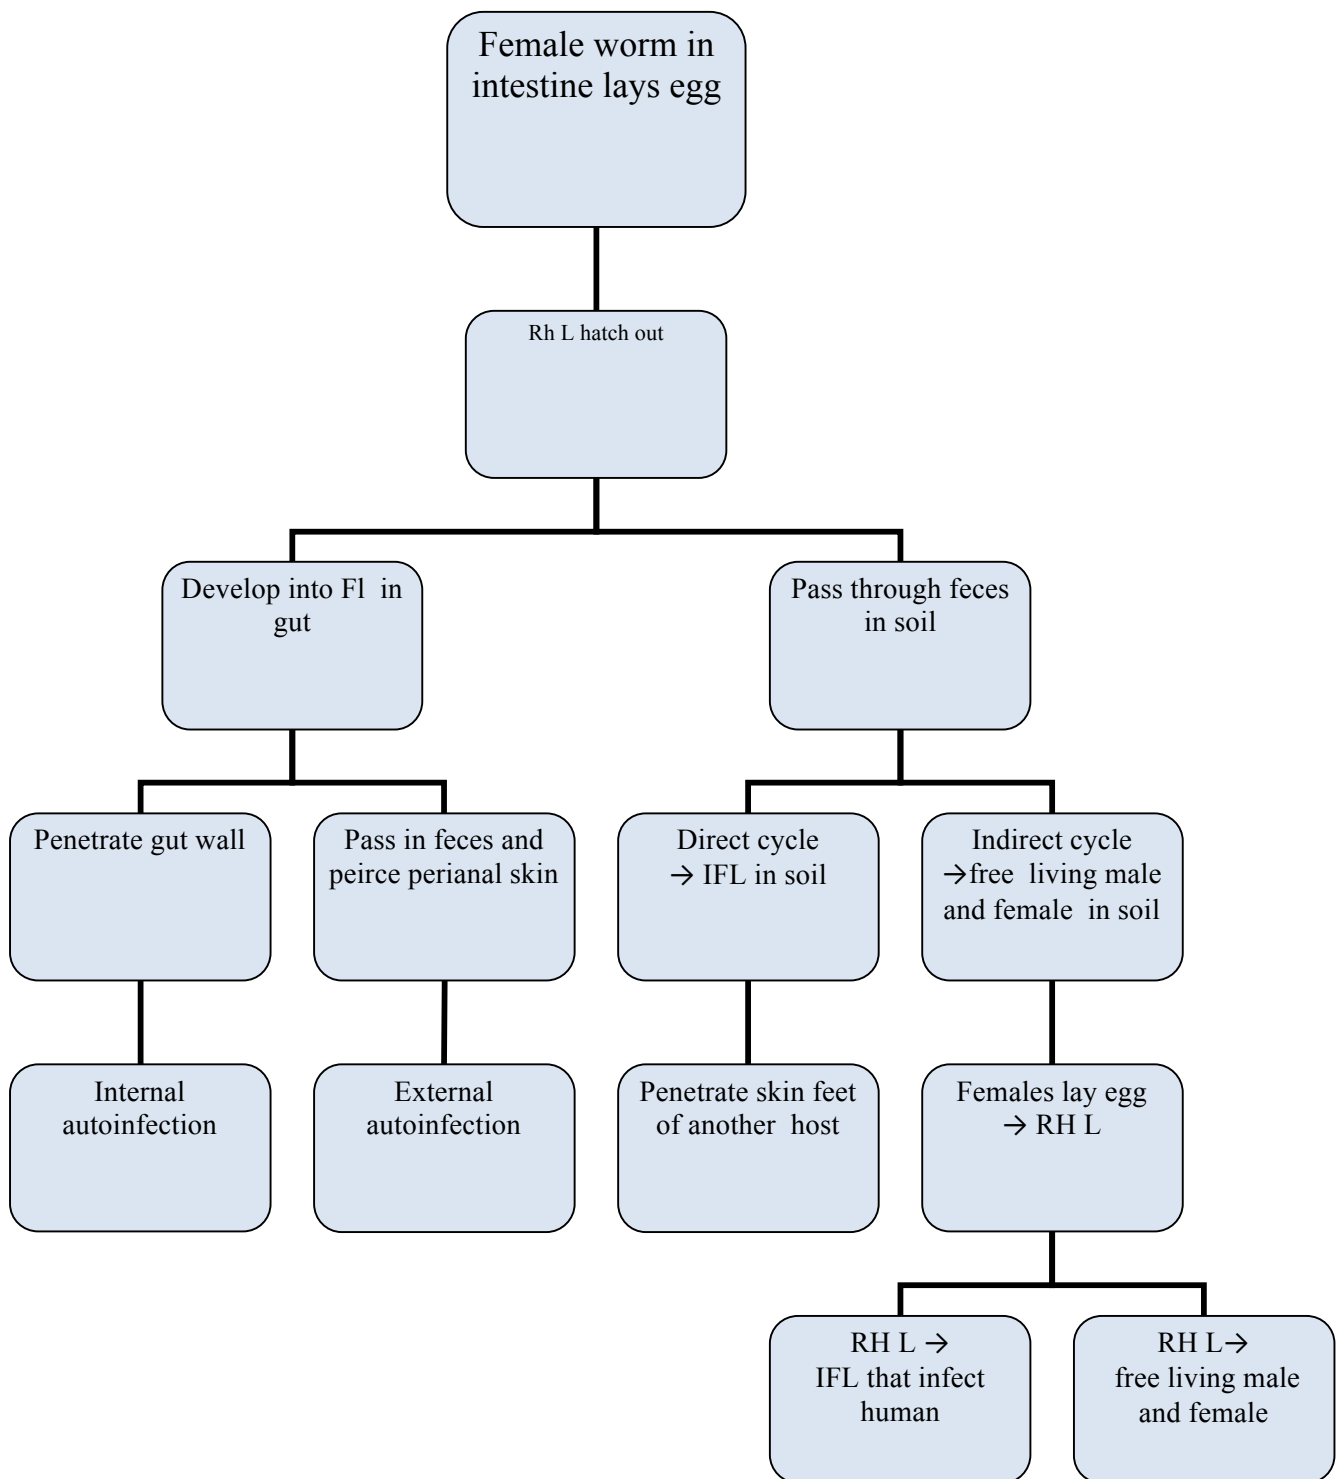 Female worm in
intestine lays egg
Rh L hatch out
Develop into Fl in
gut
Pass through feces
in soil
Penetrate gut wall
Pass in feces and
peirce perianal skin
Direct cycle
→ IFL in soil
Indirect cycle
→free living male
and female in soil
Internal
autoinfection
External
autoinfection
Penetrate skin feet
of another host
Females lay egg
→ RH L
RH L →
IFL that infect
human
RH L→
free living male
and female